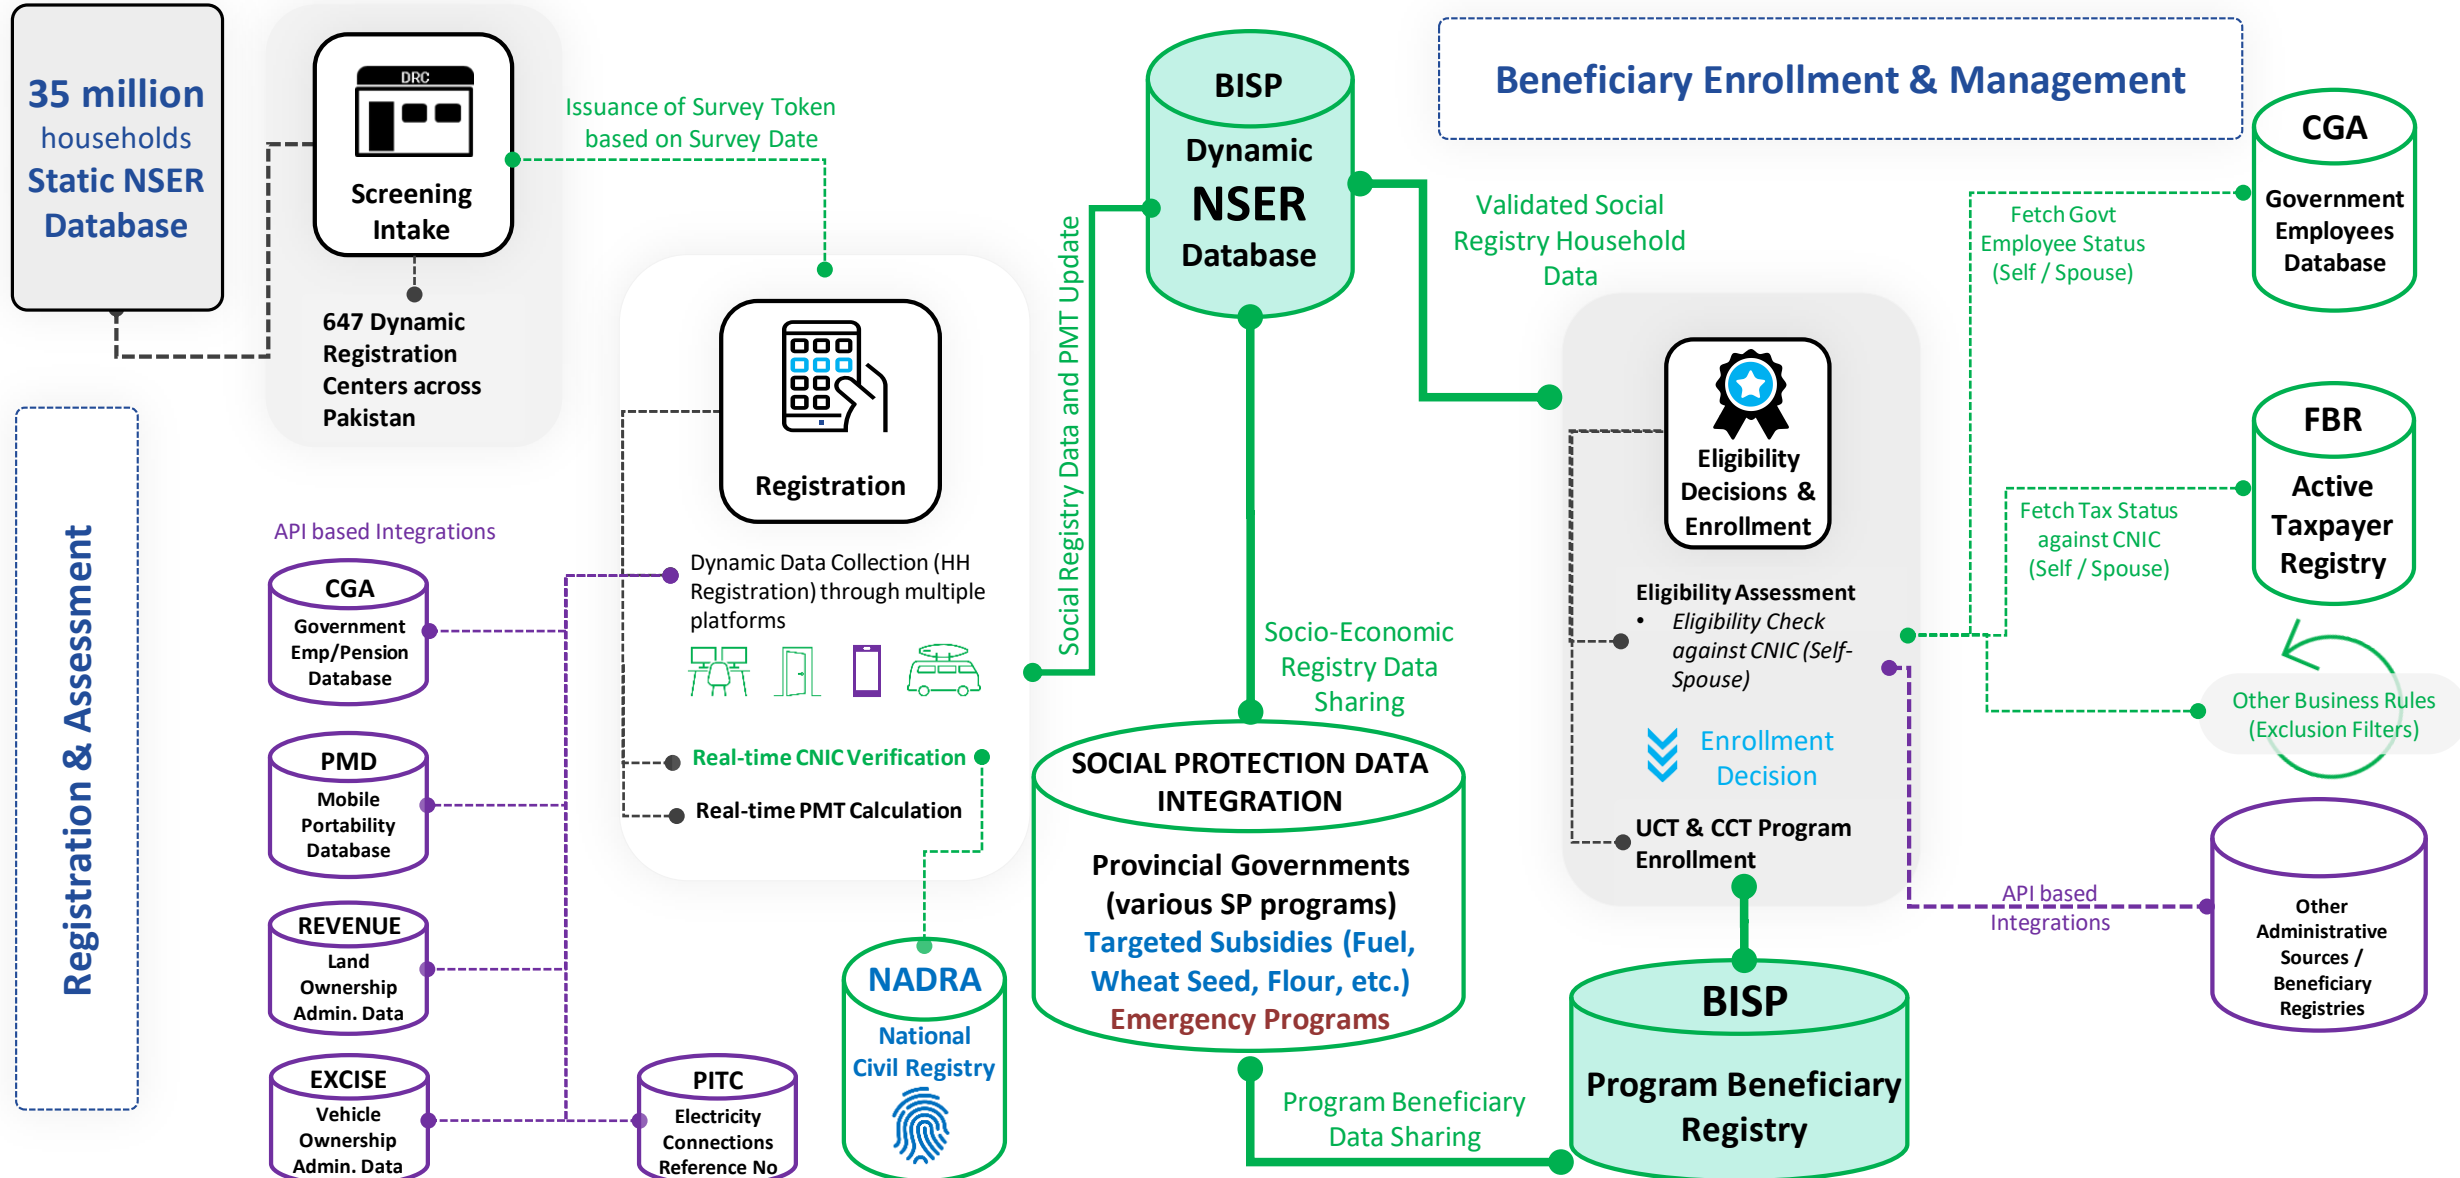 35 million
households
Static NSER
Database
DRC
Screening
Intake
647 Dynamic
Registration
Centers across
Pakistan
Issuance of Survey Token
based on Survey Date
Registration & Assessment
Registration
Dynamic Data Collection (HH
Registration) through multiple
platforms
Real-time CNIC Verification
Real-time PMT Calculation
API based Integrations
CGA
Government
Emp/Pension
Database
PMD
Mobile
Portability
Database
REVENUE
Land
Ownership
Admin. Data
EXCISE
Vehicle
Ownership
Admin. Data
PITC
Electricity
Connections
Reference No
NADRA
National
Civil Registry
Social Registry Data and PMT Update
BISP
Dynamic
NSER
Database
Socio-Economic
Registry Data
Sharing
SOCIAL PROTECTION DATA
INTEGRATION
Provincial Governments
(various SP programs)
Targeted Subsidies (Fuel,
Wheat Seed, Flour, etc.)
Emergency Programs
Program Beneficiary
Data Sharing
Beneficiary Enrollment & Management
Validated Social
Registry Household
Data
Eligibility
Decisions &
Enrollment
Eligibility Assessment
• Eligibility Check
against CNIC (Self-
Spouse)
Enrollment
Decision
UCT & CCT Program
Enrollment
BISP
Program Beneficiary
Registry
Fetch Govt
Employee Status
(Self / Spouse)
CGA
Government
Employees
Database
Fetch Tax Status
against CNIC
(Self / Spouse)
FBR
Active
Taxpayer
Registry
Other Business Rules
(Exclusion Filters)
API based
Integrations
Other
Administrative
Sources /
Beneficiary
Registries